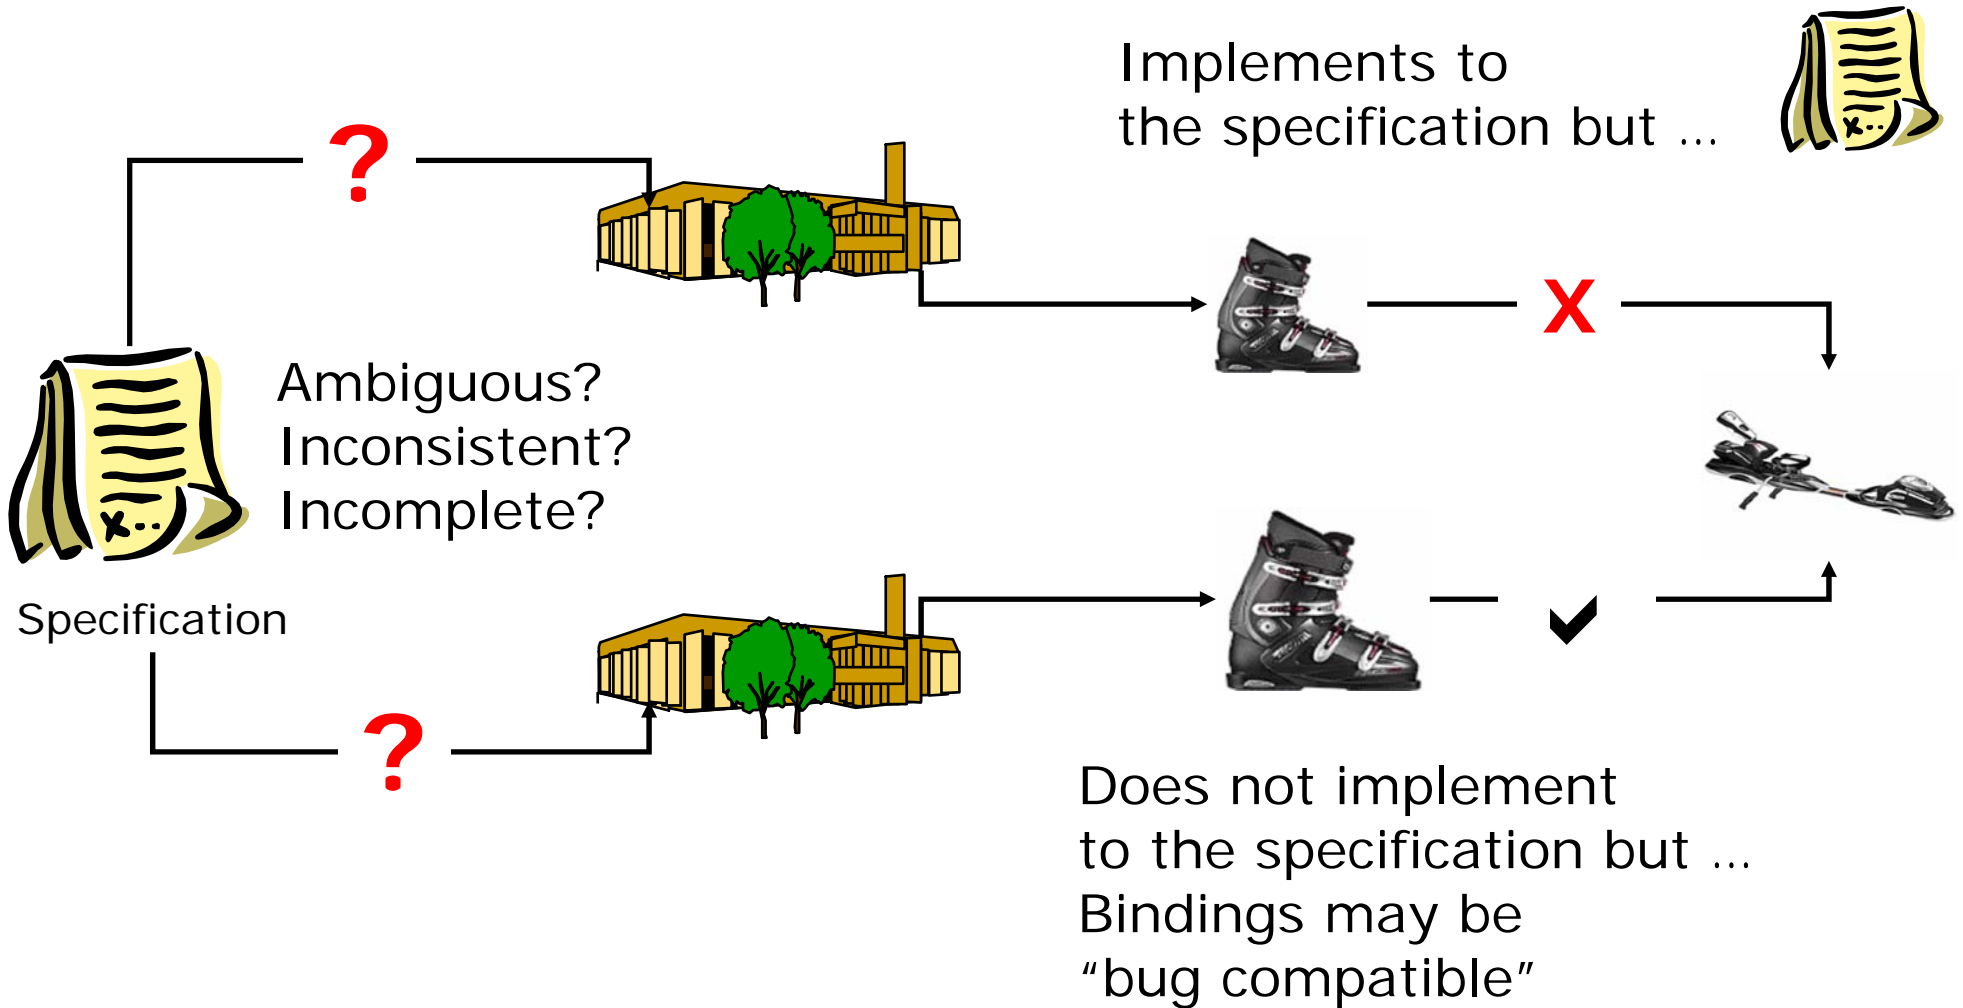 Implements to
the specification but ...
?
X
Ambiguous?
Inconsistent?
Incomplete?
Specification
?
Does not implement
to the specification but ...
Bindings may be
“bug compatible”